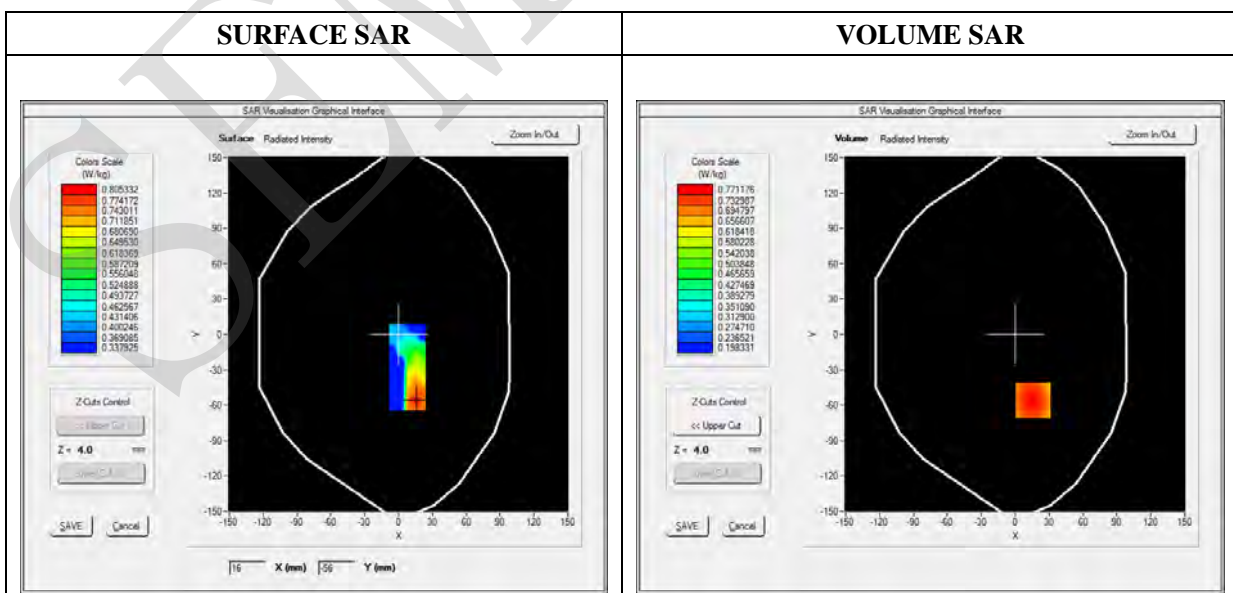 SURFACE SAR
VOLUME SAR
SAR Visualisation Graphical Interface
Surface Radiated Intensity
Zoom In/Out
Colors Scale
(W/kg)
0.805332
0.774172
0.743011
0.711851
0.680690
0.649530
0.618369
0.587209
0.556048
0.524888
0.493727
0.462567
0.431406
0.400246
0.369085
0.337925
Z-Cuts Control
<< Upper Cut
Z = 4.0 mm
SAVE
Cancel
150
120
90
60
30
0
-30
-60
-90
-120
-150
Y
-150 -120 -90 -60 -30 0 30 60 90 120 150
X
16 X (mm) -56 Y (mm)
SAR Visualisation Graphical Interface
Volume Radiated Intensity
Zoom In/Out
Colors Scale
(W/kg)
0.771176
0.732987
0.694797
0.656607
0.618418
0.580228
0.542038
0.503848
0.465659
0.427469
0.389279
0.351090
0.312900
0.274710
0.236521
0.198331
Z-Cuts Control
<< Upper Cut
Z = 4.0 mm
SAVE
Cancel
150
120
90
60
30
0
-30
-60
-90
-120
-150
Y
-150 -120 -90 -60 -30 0 30 60 90 120 150
X